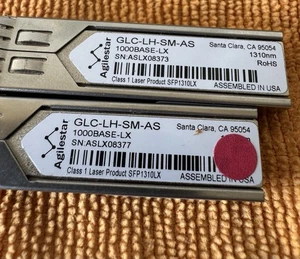 Agilestar
GLC-LH-SM-AS
1000BASE-LX
SN:ASLX08373
Class 1 Laser Product SFP1310LX
Santa Clara, CA 95054
1310nm
RoHS
ASSEMBLED IN USA
Agilestar
GLC-LH-SM-AS
1000BASE-LX
SN:ASLX08377
Class 1 Laser Product SFP1310LX
Santa Clara, CA 95054
ASSEMBLED IN USA